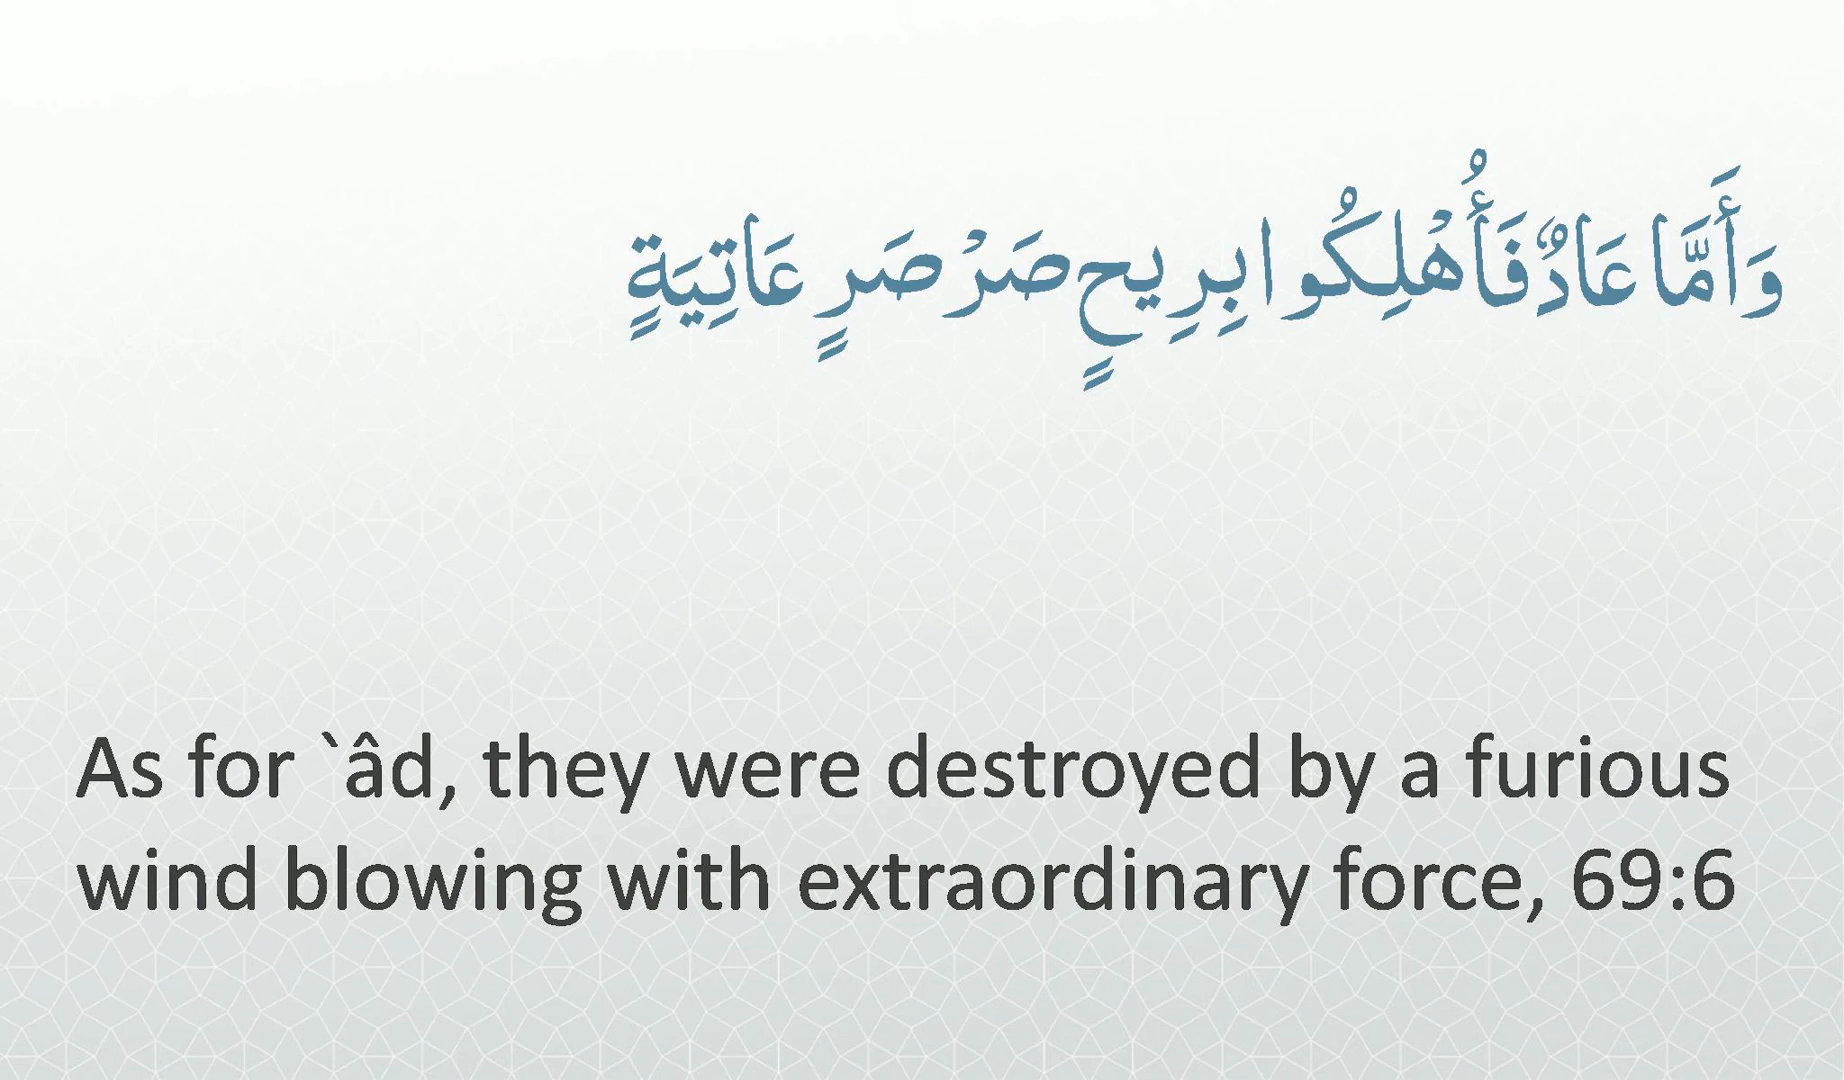 وَأَمَّا عَادٌ فَأُهْلِكُوا بِرِيحٍ صَرْصَرٍ عَاتِيَةٍ
As for `âd, they were destroyed by a furious
wind blowing with extraordinary force, 69:6